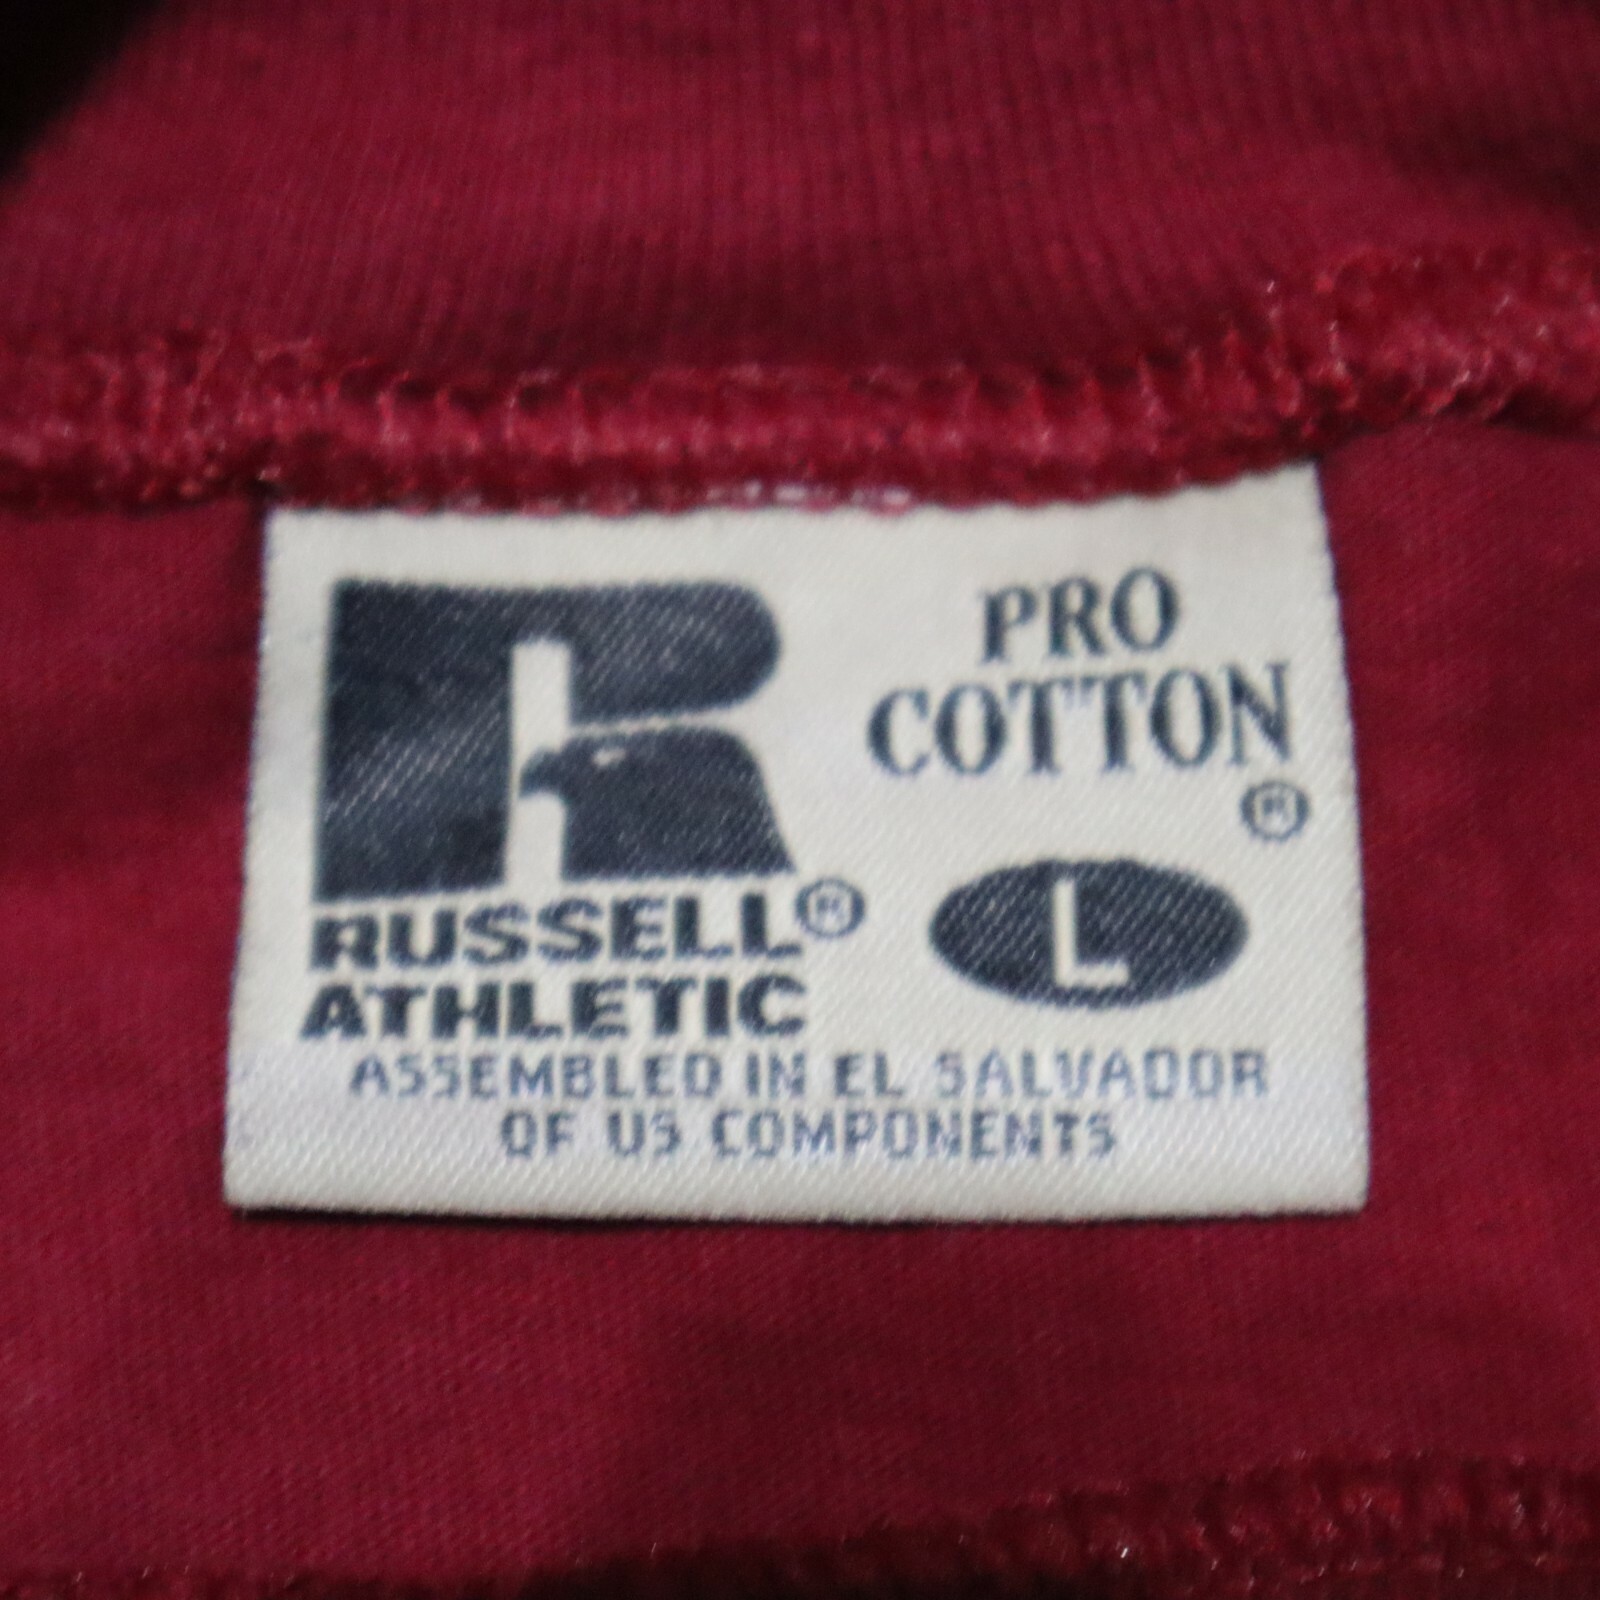 R
PRO
COTTON
®
L
RUSSELL®
ATHLETIC
ASSEMBLED IN EL SALVADOR
OF US COMPONENTS